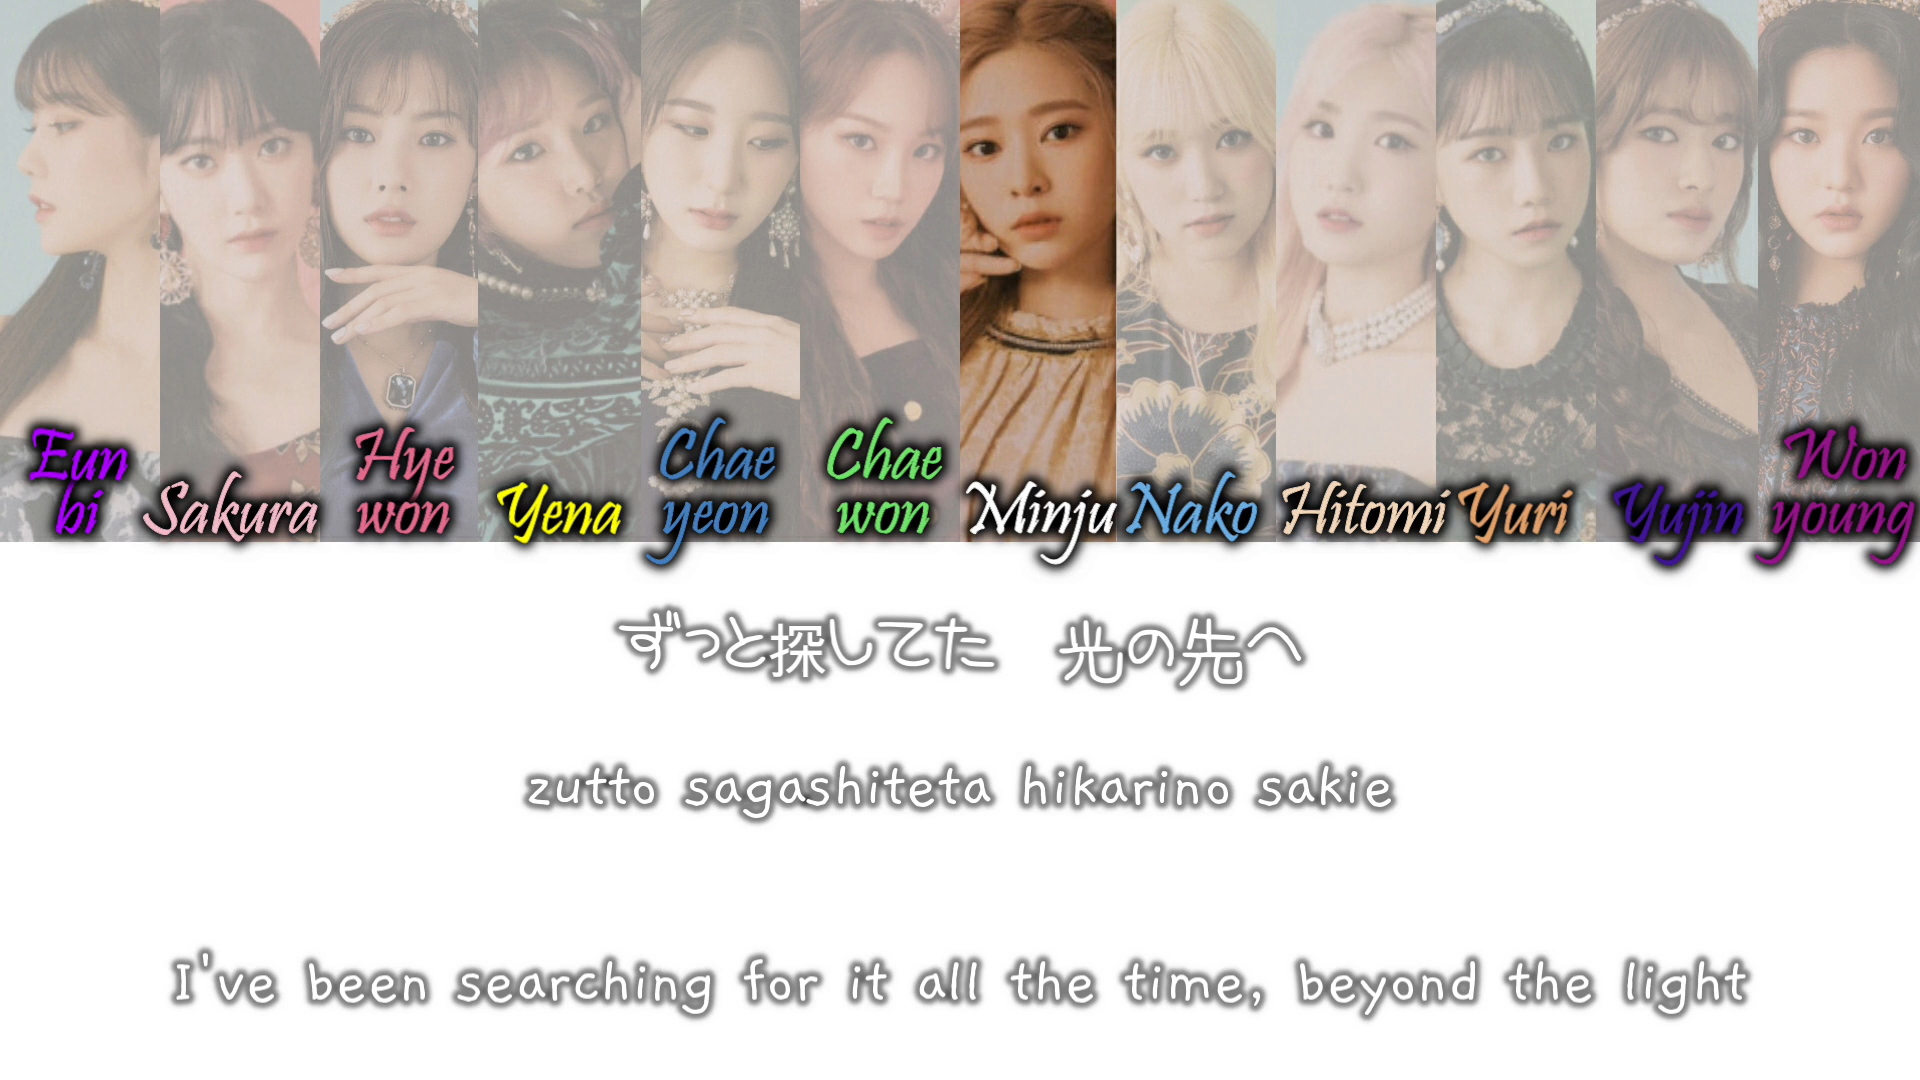 Eun
bi
Sakura
Hye
won
Yena
Chae
yeon
Chae
won
Minju
Nako
Hitomi
Yuri
Yujin
Won
young
ずっと探してた　光の先へ
zutto sagashiteta hikarino sakie
I've been searching for it all the time, beyond the light